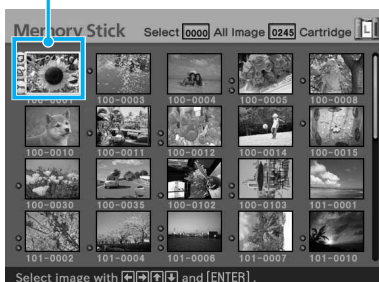 Memory Stick Select 0000 All Image 0245 Cartridge L
100-0001 100-0003 100-0004 100-0005 100-0008
100-0010 100-0011 100-0012 100-0014 100-0015
100-0030 100-0035 100-0102 100-0103 101-0001
101-0002 101-0004 101-0006 101-0007 101-0010
Select image with ←→↑↓ and [ENTER] .